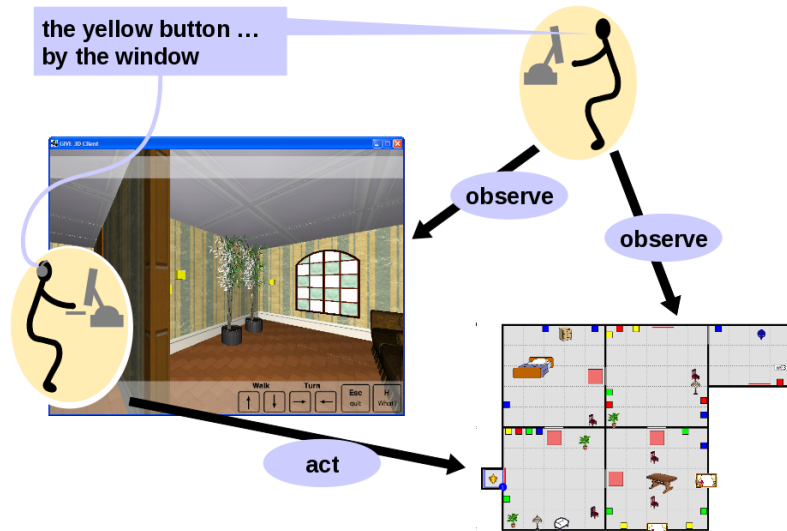 the yellow button …
by the window
GIVE 3D Client
observe
observe
Walk
Turn
Esc
quit
H
What?
act